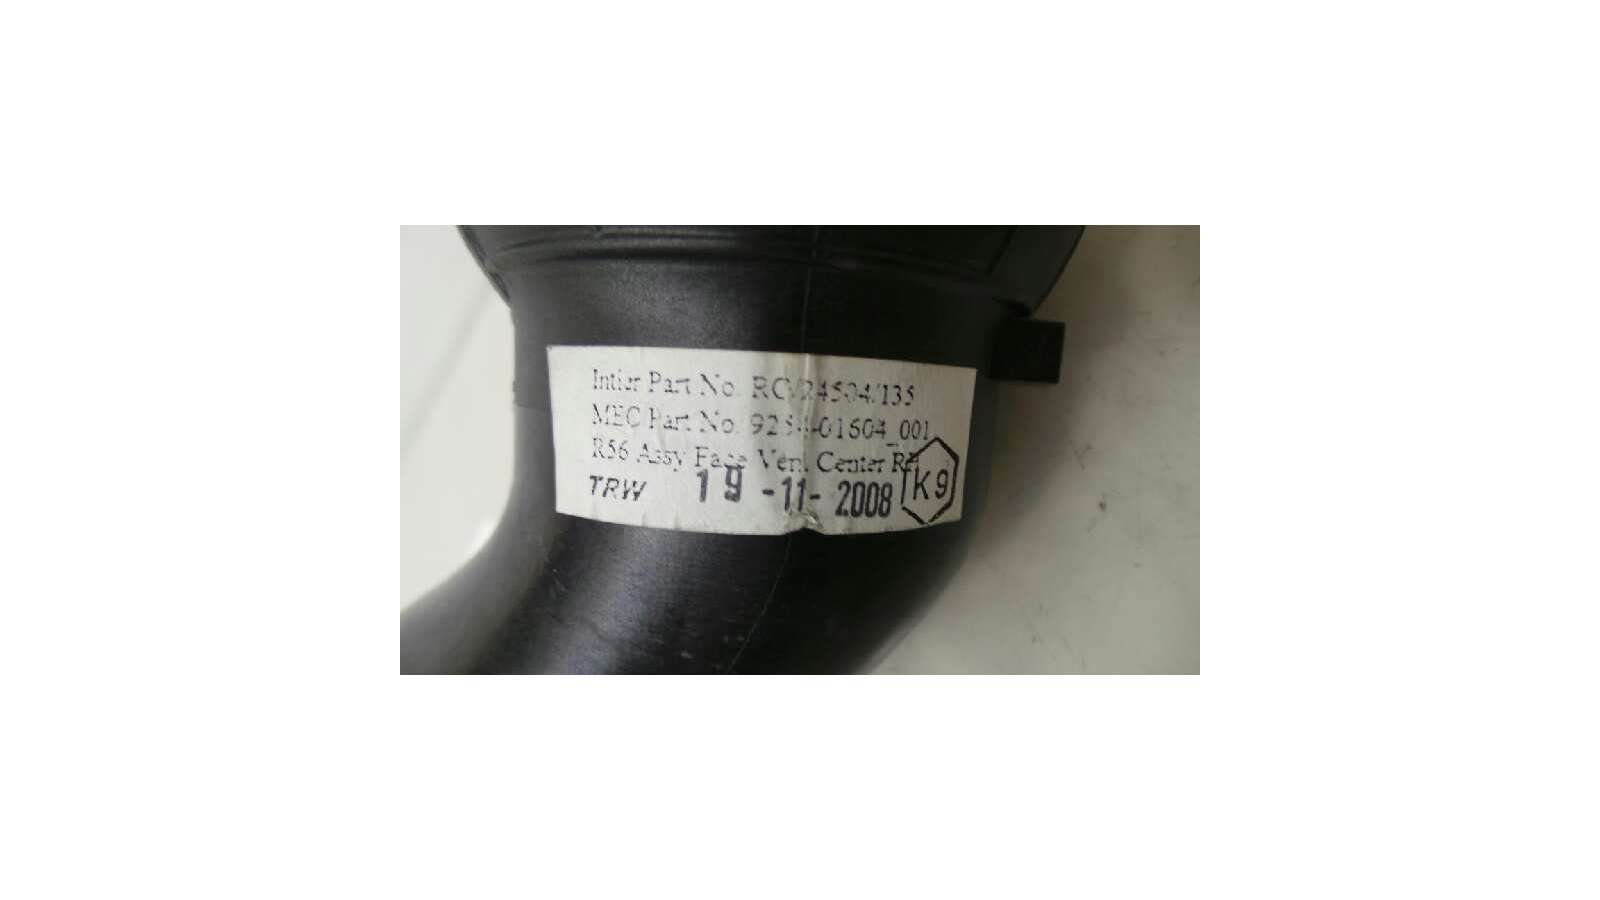 Intier Part No. RCV24504/135
MEC Part No. 9254-01604_001
R56 Assy Face Vent Center
TRW 19 -11- 2008 K9